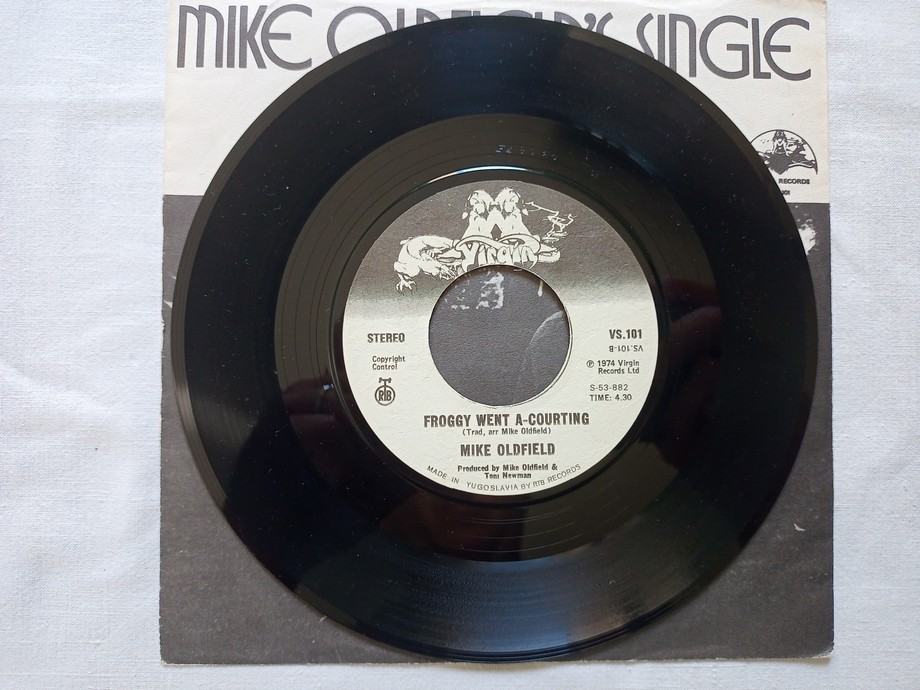 MIKE OLDFIELD'S SINGLE
RECORDS
Virgin
STEREO
VS.101
VS.101-B
Copyright
Control
℗ 1974 Virgin
Records Ltd
RTB
S-53-882
TIME: 4.30
FROGGY WENT A-COURTING
(Trad, arr Mike Oldfield)
MIKE OLDFIELD
Produced by Mike Oldfield &
Tom Newman
MADE IN YUGOSLAVIA BY RTB RECORDS